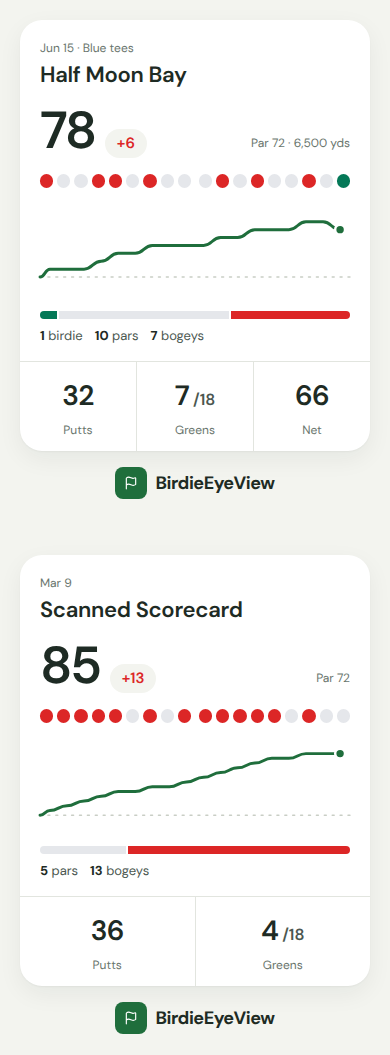 Jun 15 · Blue tees
Half Moon Bay
78 +6 Par 72 · 6,500 yds
1 birdie 10 pars 7 bogeys
32 7 /18 66
Putts Greens Net
BirdieEyeView
Mar 9
Scanned Scorecard
85 +13 Par 72
5 pars 13 bogeys
36 4 /18
Putts Greens
BirdieEyeView